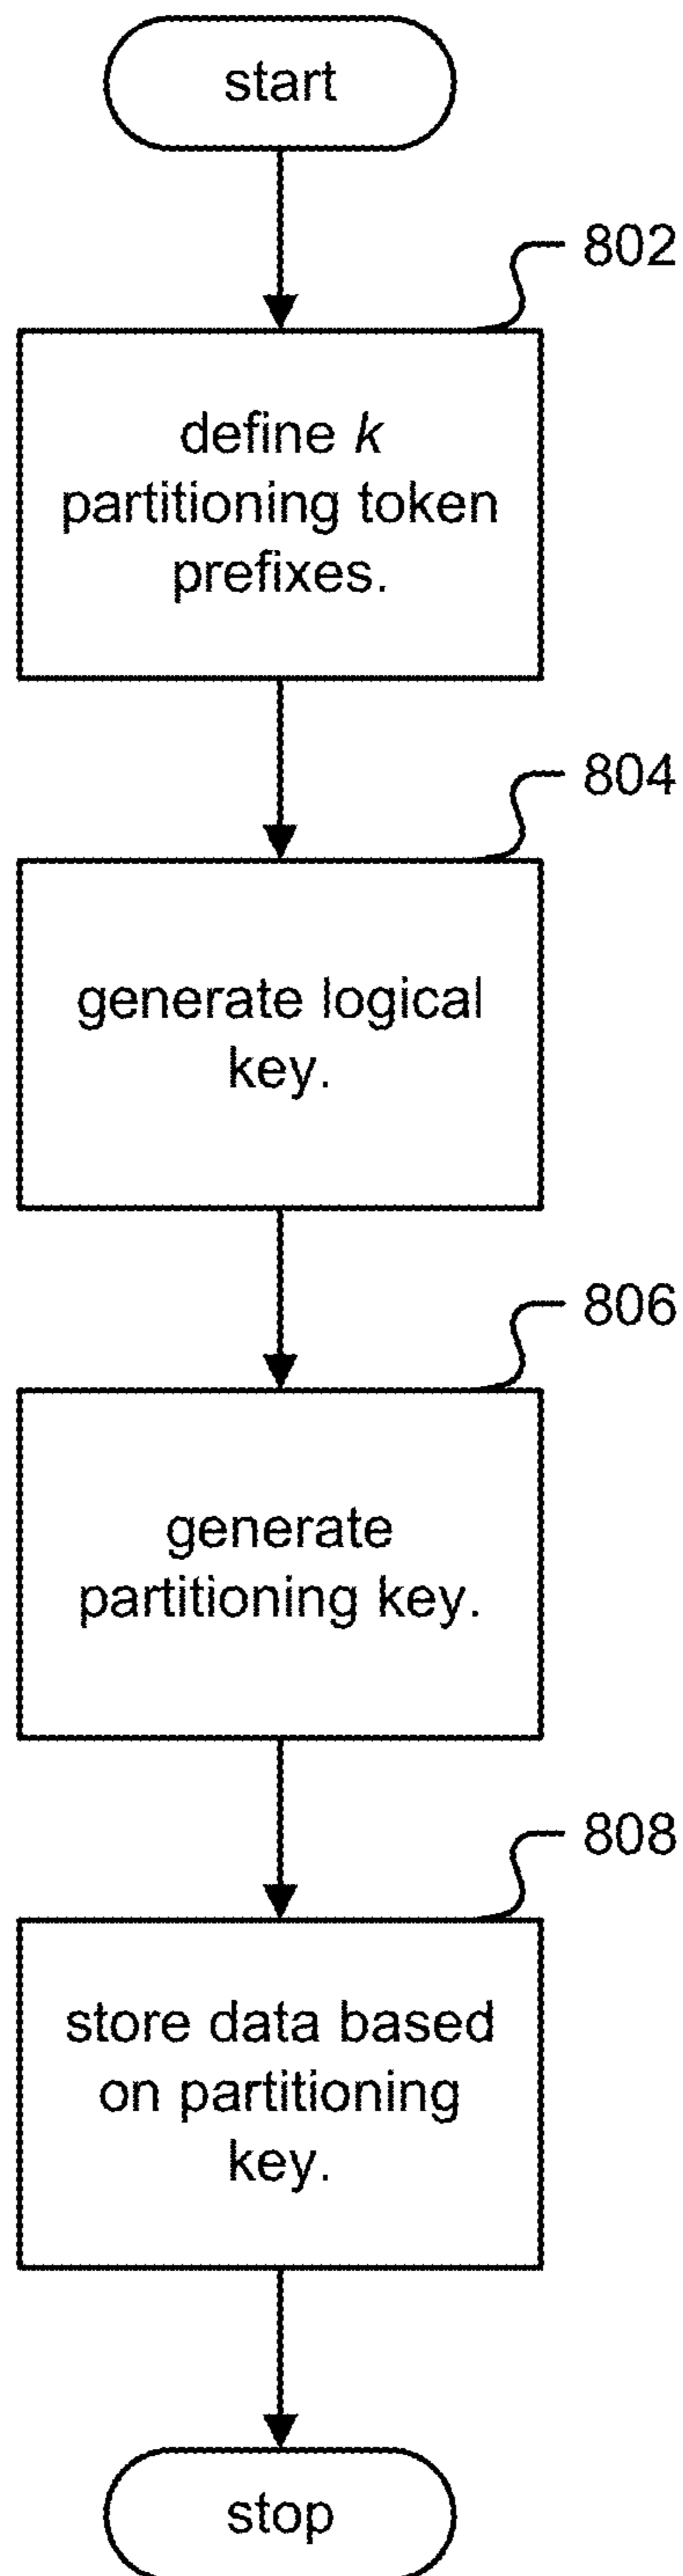 start
802
define k
partitioning token
prefixes.
804
generate logical
key.
806
generate
partitioning key.
808
store data based
on partitioning
key.
stop